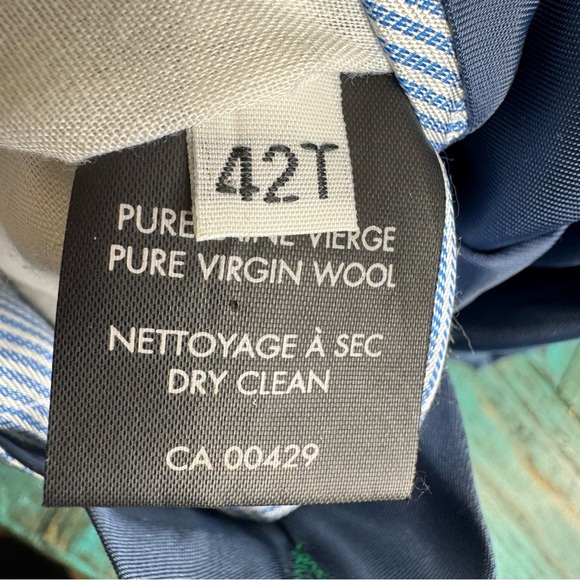 42T
PURE VIERGE
PURE VIRGIN WOOL
NETTOYAGE À SEC
DRY CLEAN
CA 00429